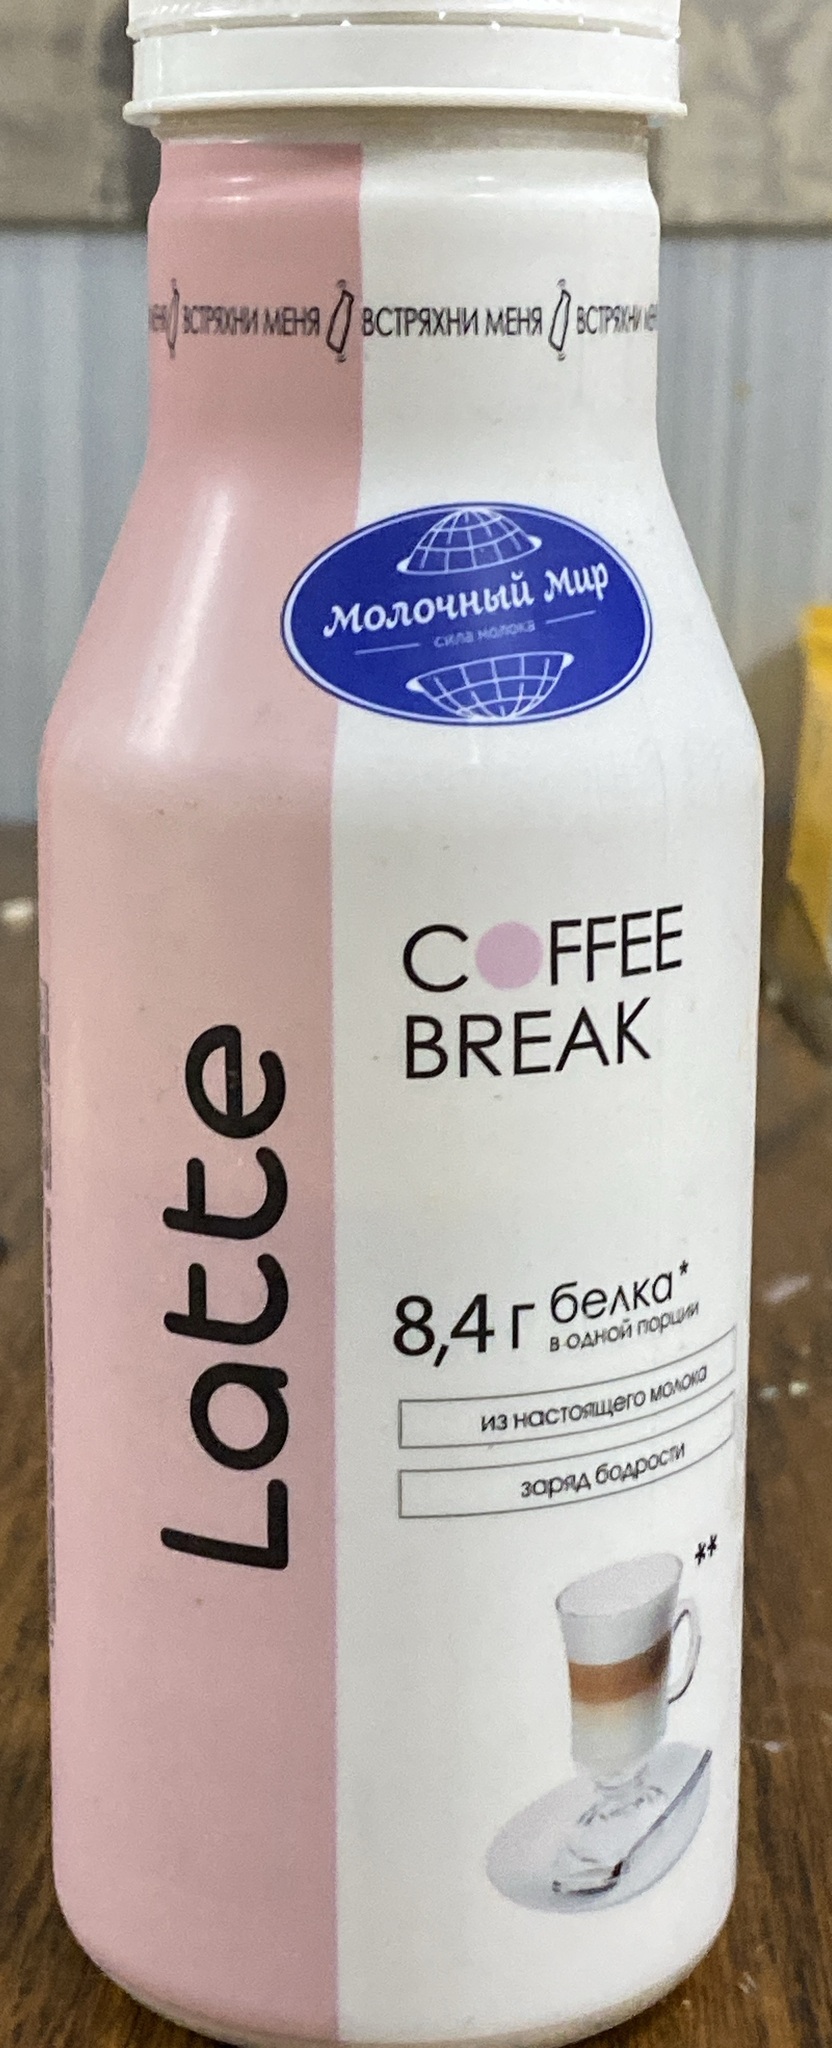 ВСТРЯХНИ МЕНЯ ВСТРЯХНИ МЕНЯ ВСТРЯХНИ
Молочный Мир
сила молока
COFFEE
BREAK
Latte
8,4 г белка*
в одной порции
из настоящего молока
заряд бодрости
**